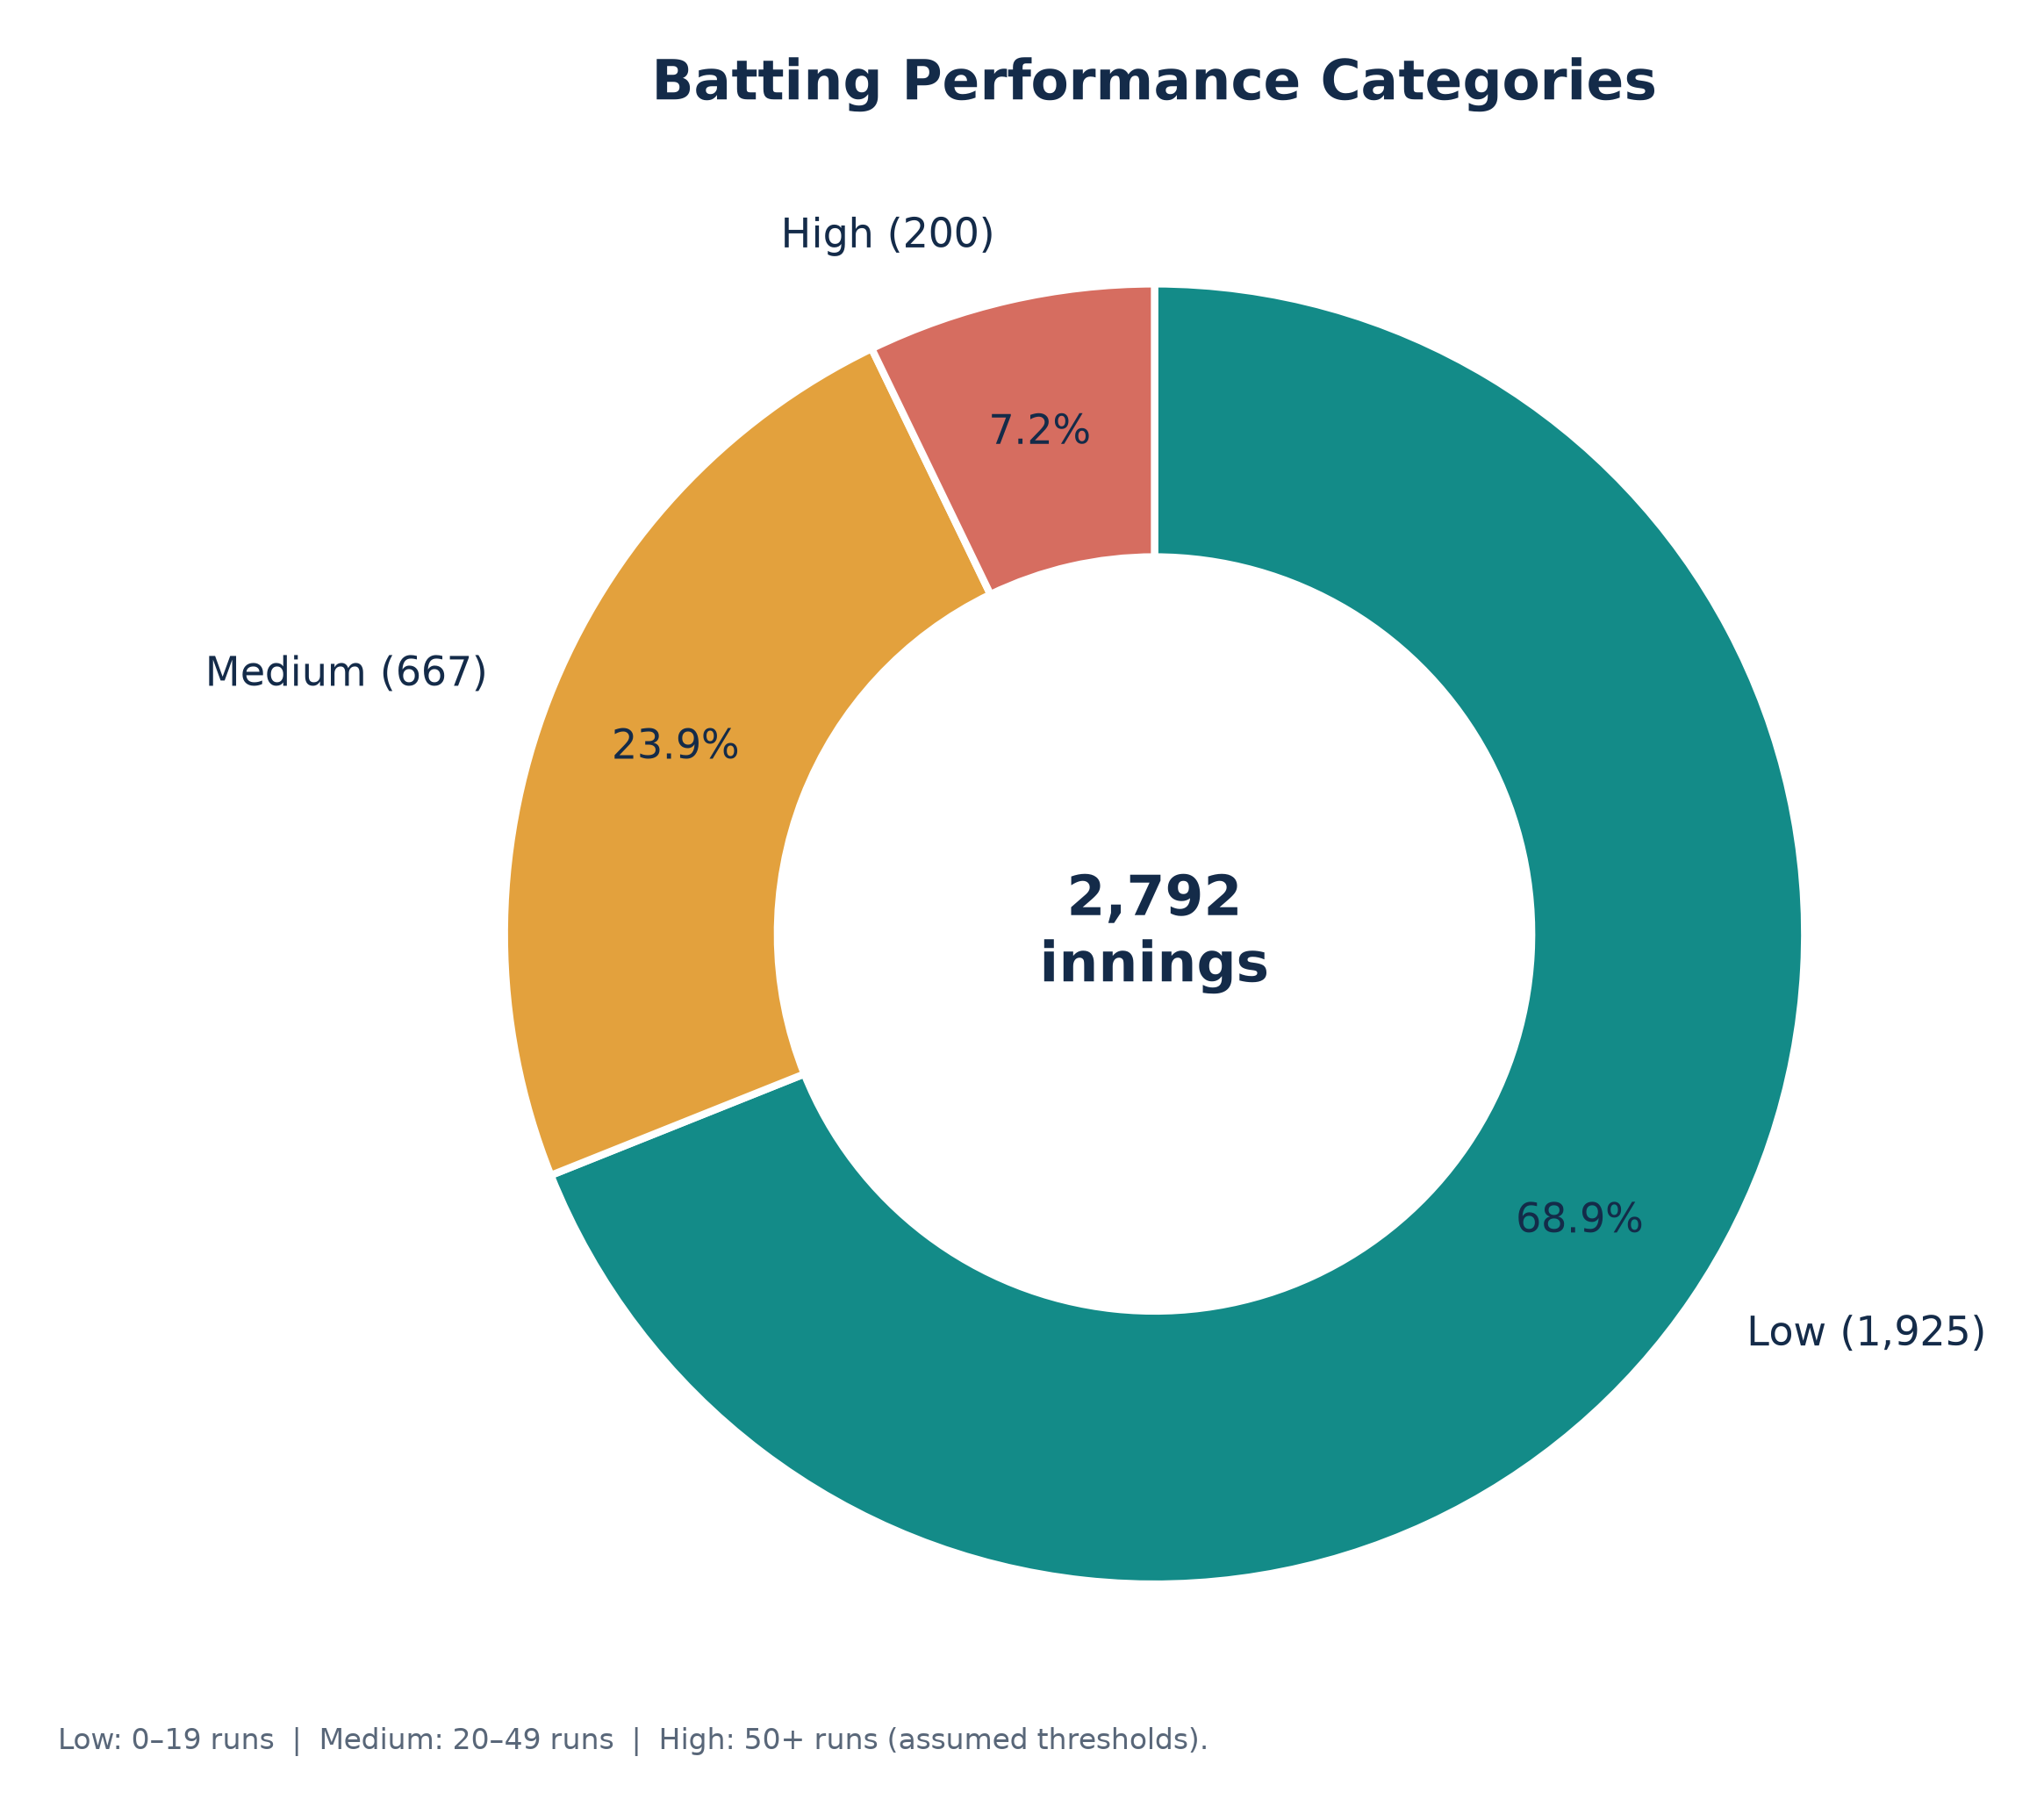 Batting Performance Categories
High (200)
7.2%
Medium (667)
23.9%
2,792
innings
68.9%
Low (1,925)
Low: 0–19 runs | Medium: 20–49 runs | High: 50+ runs (assumed thresholds).